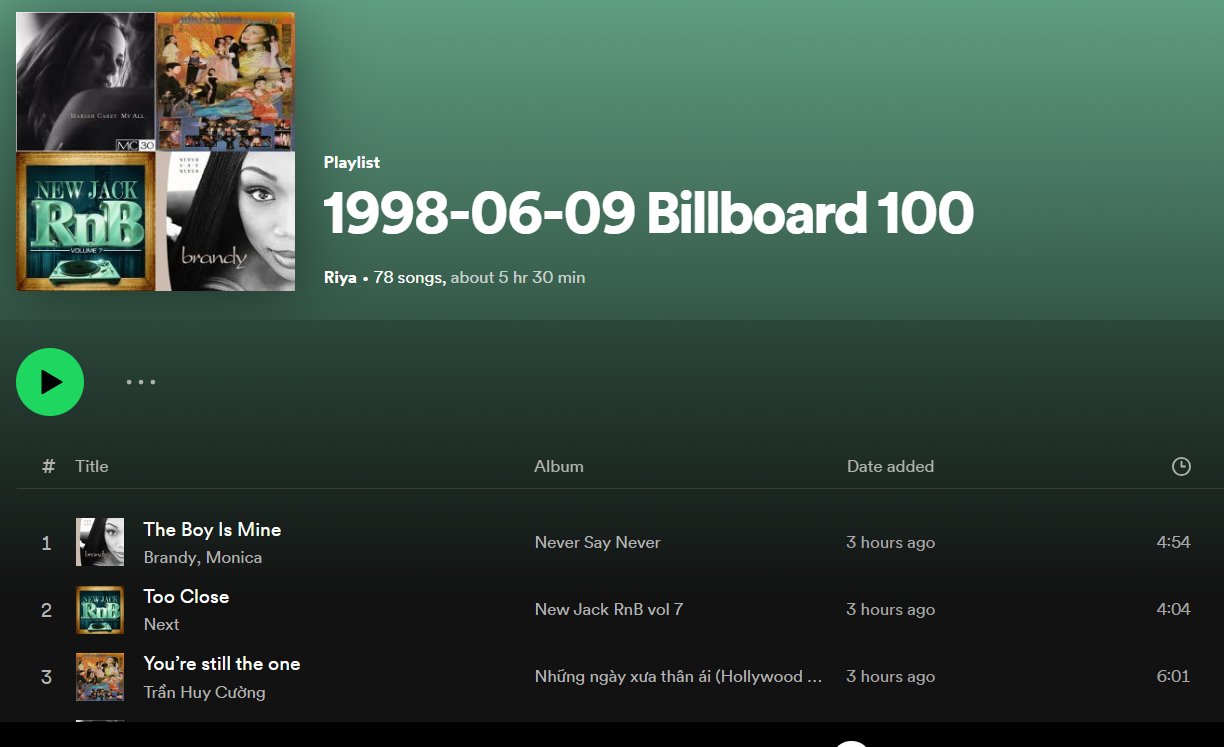 MARIAH CAREY MY ALL
MC 30
NEW JACK
RnB
VOLUME 7
NEVER
SAY
NEVER
brandy
Playlist
1998-06-09 Billboard 100
Riya • 78 songs, about 5 hr 30 min
# Title Album Date added
1 The Boy Is Mine Never Say Never 3 hours ago 4:54
Brandy, Monica
2 Too Close New Jack RnB vol 7 3 hours ago 4:04
Next
3 You’re still the one Những ngày xưa thân ái (Hollywood ... 3 hours ago 6:01
Trần Huy Cường